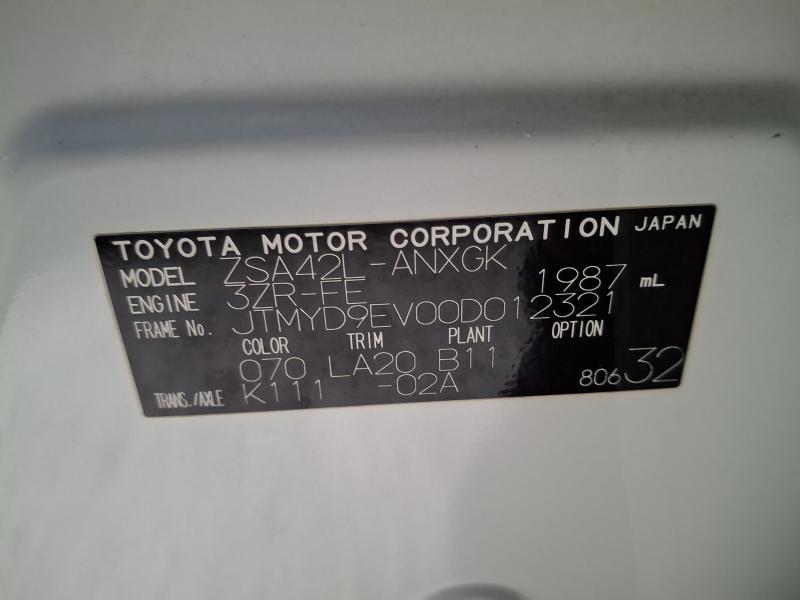 TOYOTA MOTOR CORPORATION JAPAN
MODEL ZSA42L-ANXGK
ENGINE 3ZR-FE 1987 mL
FRAME No. JTMYD9EV00D012321
COLOR TRIM PLANT OPTION
070 LA20 B11
TRANS./AXLE K111 -02A 80632